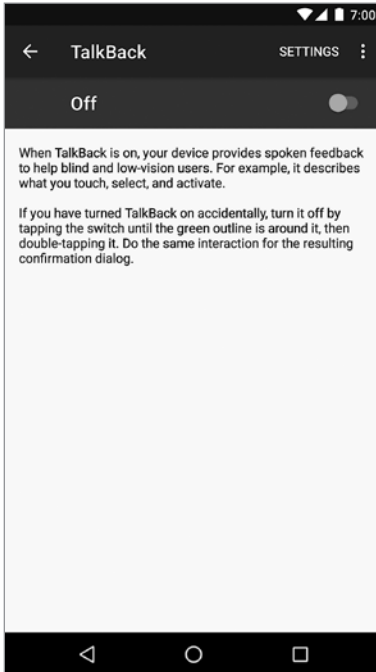 7:00
TalkBack SETTINGS
Off
When TalkBack is on, your device provides spoken feedback
to help blind and low-vision users. For example, it describes
what you touch, select, and activate.
If you have turned TalkBack on accidentally, turn it off by
tapping the switch until the green outline is around it, then
double-tapping it. Do the same interaction for the resulting
confirmation dialog.